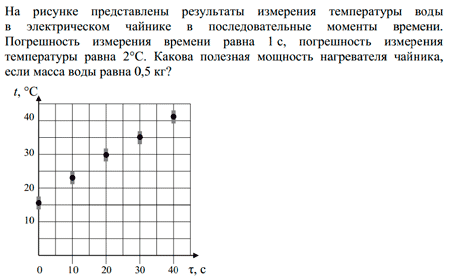 На рисунке представлены результаты измерения температуры воды
в электрическом чайнике в последовательные моменты времени.
Погрешность измерения времени равна 1 с, погрешность измерения
температуры равна 2°С. Какова полезная мощность нагревателя чайника,
если масса воды равна 0,5 кг?
t, °С
40
30
20
10
0 10 20 30 40 τ, с